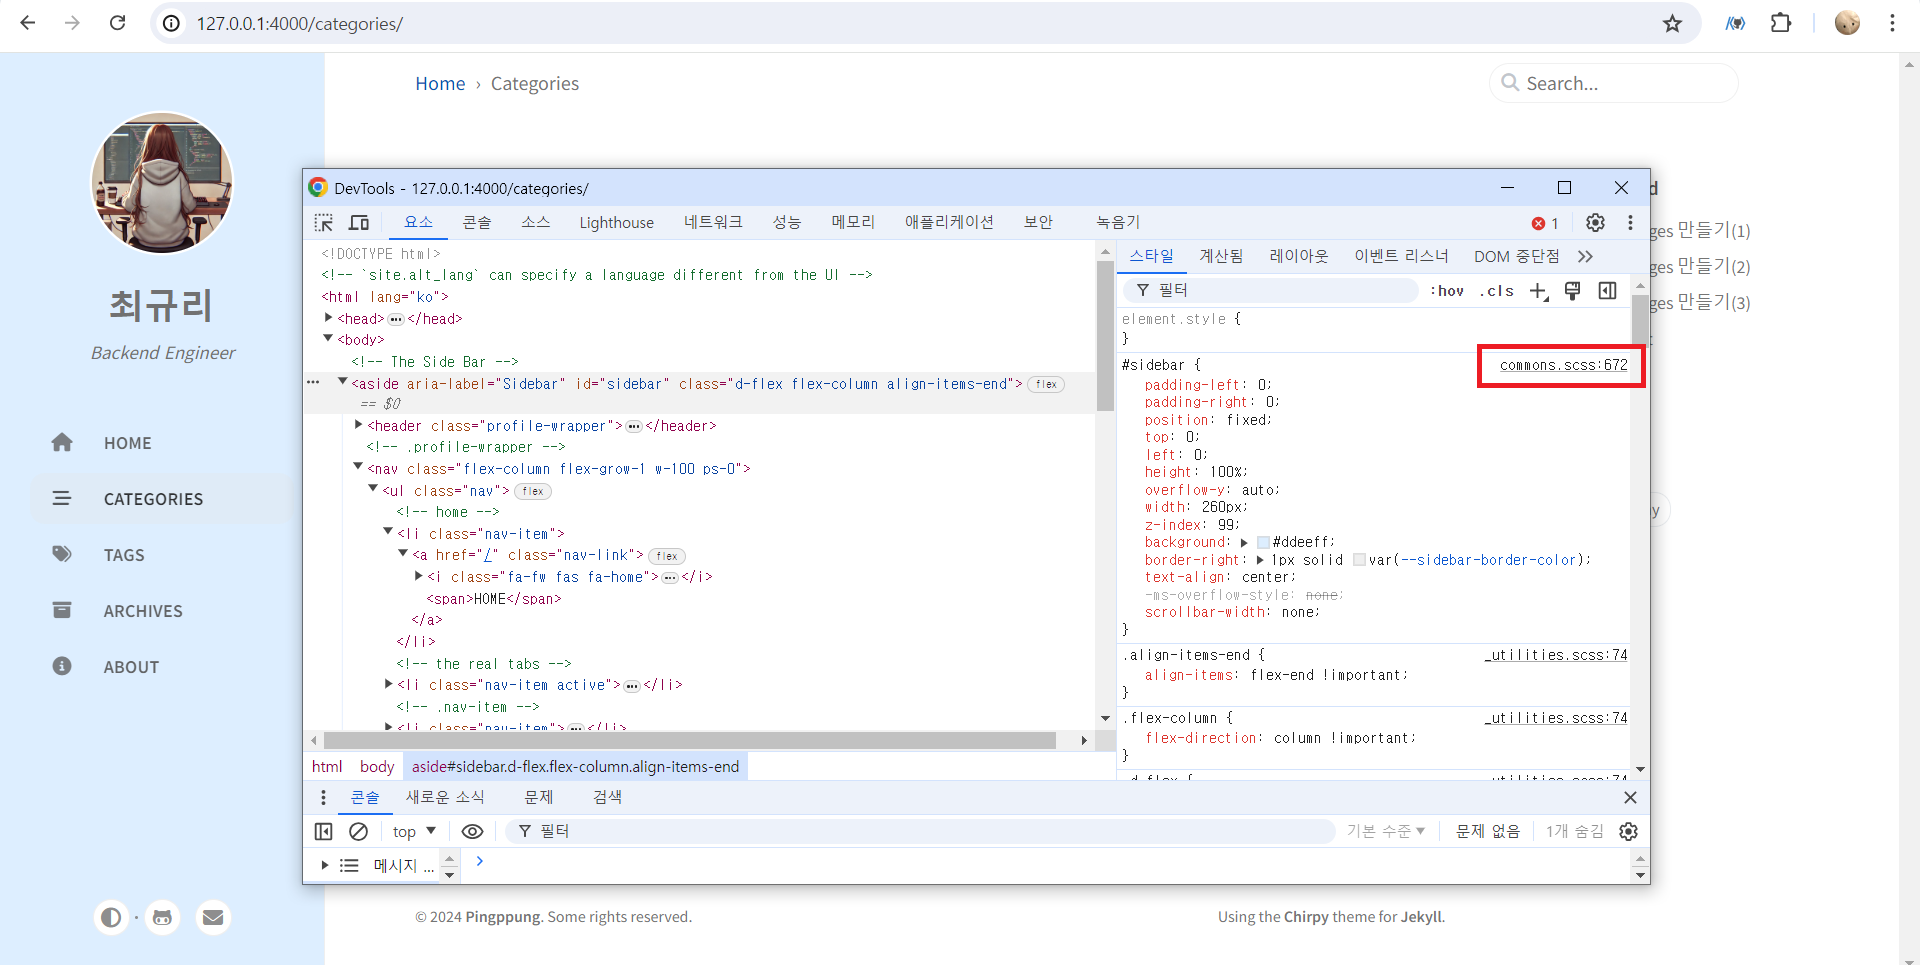 127.0.0.1:4000/categories/
Home › Categories
Search...
최규리
Backend Engineer
HOME
CATEGORIES
TAGS
ARCHIVES
ABOUT
DevTools - 127.0.0.1:4000/categories/
요소 콘솔 소스 Lighthouse 네트워크 성능 메모리 애플리케이션 보안 녹음기 1
<!DOCTYPE html>
<!-- `site.alt_lang` can specify a language different from the UI -->
<html lang="ko">
<head> ••• </head>
<body>
<!-- The Side Bar -->
<aside aria-label="Sidebar" id="sidebar" class="d-flex flex-column align-items-end"> flex
== $0
<header class="profile-wrapper"> ••• </header>
<!-- .profile-wrapper -->
<nav class="flex-column flex-grow-1 w-100 ps-0">
<ul class="nav"> flex
<!-- home -->
<li class="nav-item">
<a href="/" class="nav-link"> flex
<i class="fa-fw fas fa-home"> ••• </i>
<span>HOME</span>
</a>
</li>
<!-- the real tabs -->
<li class="nav-item active"> ••• </li>
<!-- .nav-item -->
<li class="nav-item"> ••• </li>
html body aside#sidebar.d-flex.flex-column.align-items-end
스타일 계산됨 레이아웃 이벤트 리스너 DOM 중단점
필터 :hov .cls
element.style {
}
#sidebar { commons.scss:672
padding-left: 0;
padding-right: 0;
position: fixed;
top: 0;
left: 0;
height: 100%;
overflow-y: auto;
width: 260px;
z-index: 99;
background: #ddeeff;
border-right: 1px solid var(--sidebar-border-color);
text-align: center;
-ms-overflow-style: none;
scrollbar-width: none;
}
.align-items-end { _utilities.scss:74
align-items: flex-end !important;
}
.flex-column { _utilities.scss:74
flex-direction: column !important;
}
.d-flex { _utilities.scss:74
콘솔 새로운 소식 문제 검색
top 필터 기본 수준 문제 없음 1개 숨김
메시지 ...
d
ges 만들기(1)
ges 만들기(2)
ges 만들기(3)
y
© 2024 Pingppung. Some rights reserved.
Using the Chirpy theme for Jekyll.